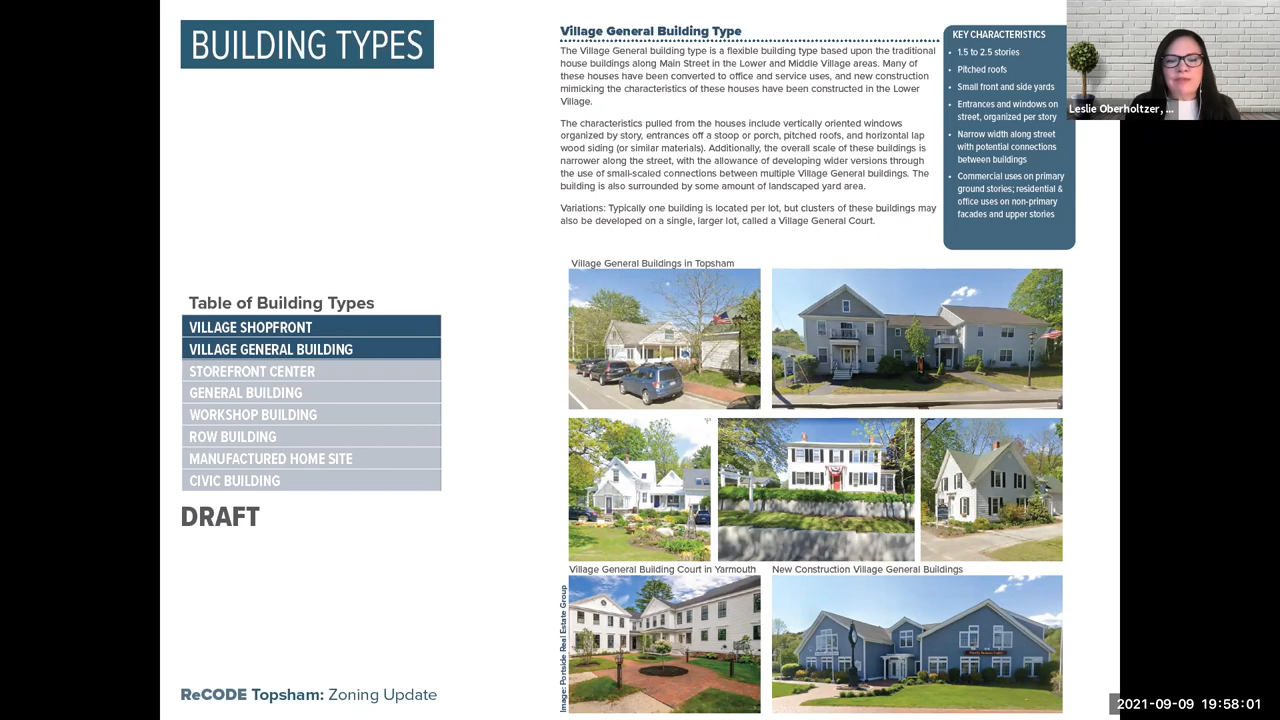 BUILDING TYPES
Village General Building Type
The Village General building type is a flexible building type based upon the traditional
house buildings along Main Street in the Lower and Middle Village areas. Many of
these houses have been converted to office and service uses, and new construction
mimicking the characteristics of these houses have been constructed in the Lower
Village.
The characteristics pulled from the houses include vertically oriented windows
organized by story, entrances off a stoop or porch, pitched roofs, and horizontal lap
wood siding (or similar materials). Additionally, the overall scale of these buildings is
narrower along the street, with the allowance of developing wider versions through
the use of small-scaled connections between multiple Village General buildings. The
building is also surrounded by some amount of landscaped yard area.
Variations: Typically one building is located per lot, but clusters of these buildings may
also be developed on a single, larger lot, called a Village General Court.
KEY CHARACTERISTICS
• 1.5 to 2.5 stories
• Pitched roofs
• Small front and side yards
• Entrances and windows on
street, organized per story
• Narrow width along street
with potential connections
between buildings
• Commercial uses on primary
ground stories; residential &
office uses on non-primary
facades and upper stories
Leslie Oberholtzer, ...
Village General Buildings in Topsham
Table of Building Types
VILLAGE SHOPFRONT
VILLAGE GENERAL BUILDING
STOREFRONT CENTER
GENERAL BUILDING
WORKSHOP BUILDING
ROW BUILDING
MANUFACTURED HOME SITE
CIVIC BUILDING
DRAFT
Village General Building Court in Yarmouth
New Construction Village General Buildings
Image: Portside Real Estate Group
ReCODE Topsham: Zoning Update
2021-09-09 19:58:01